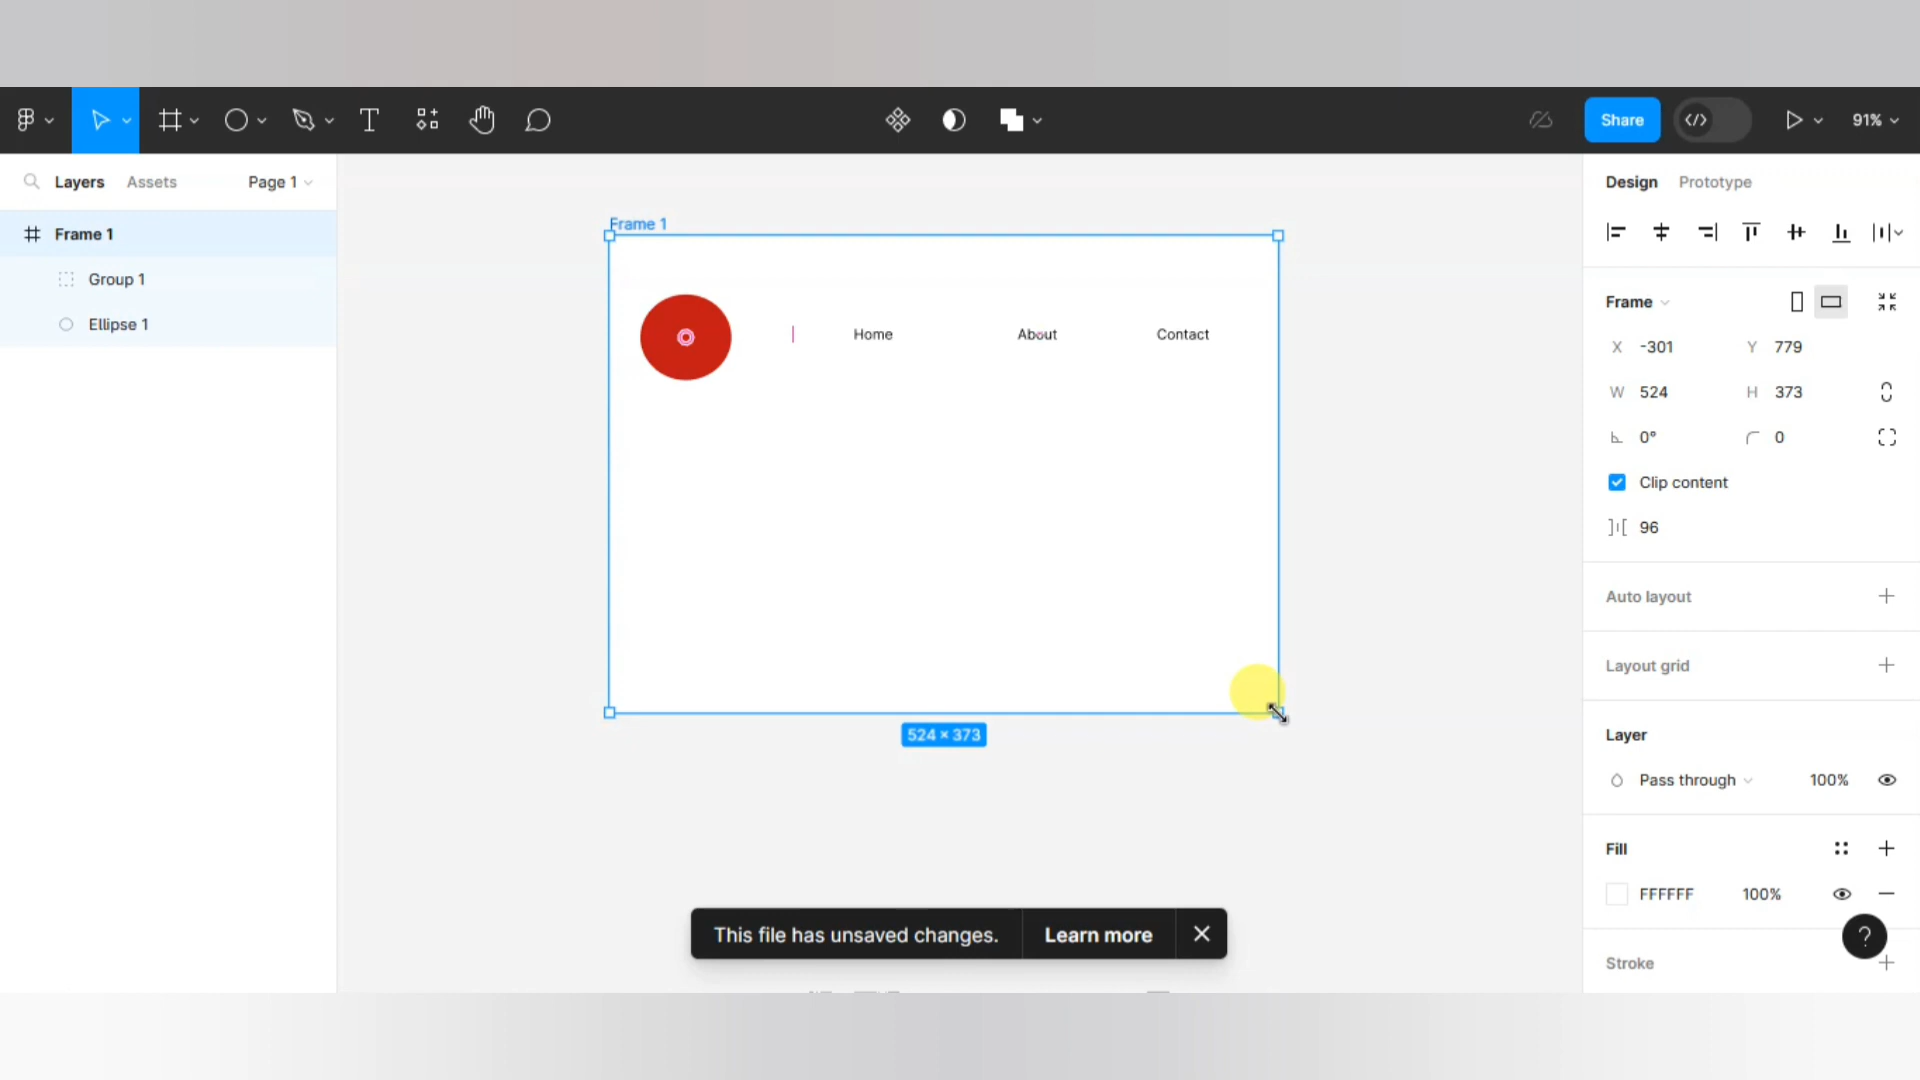 Share
91%
Layers Assets Page 1
Frame 1
Group 1
Ellipse 1
Frame 1
Home About Contact
524 × 373
This file has unsaved changes. Learn more
Design Prototype
Frame
X -301 Y 779
W 524 H 373
0° 0
Clip content
96
Auto layout
Layout grid
Layer
Pass through 100%
Fill
FFFFFF 100%
?
Stroke